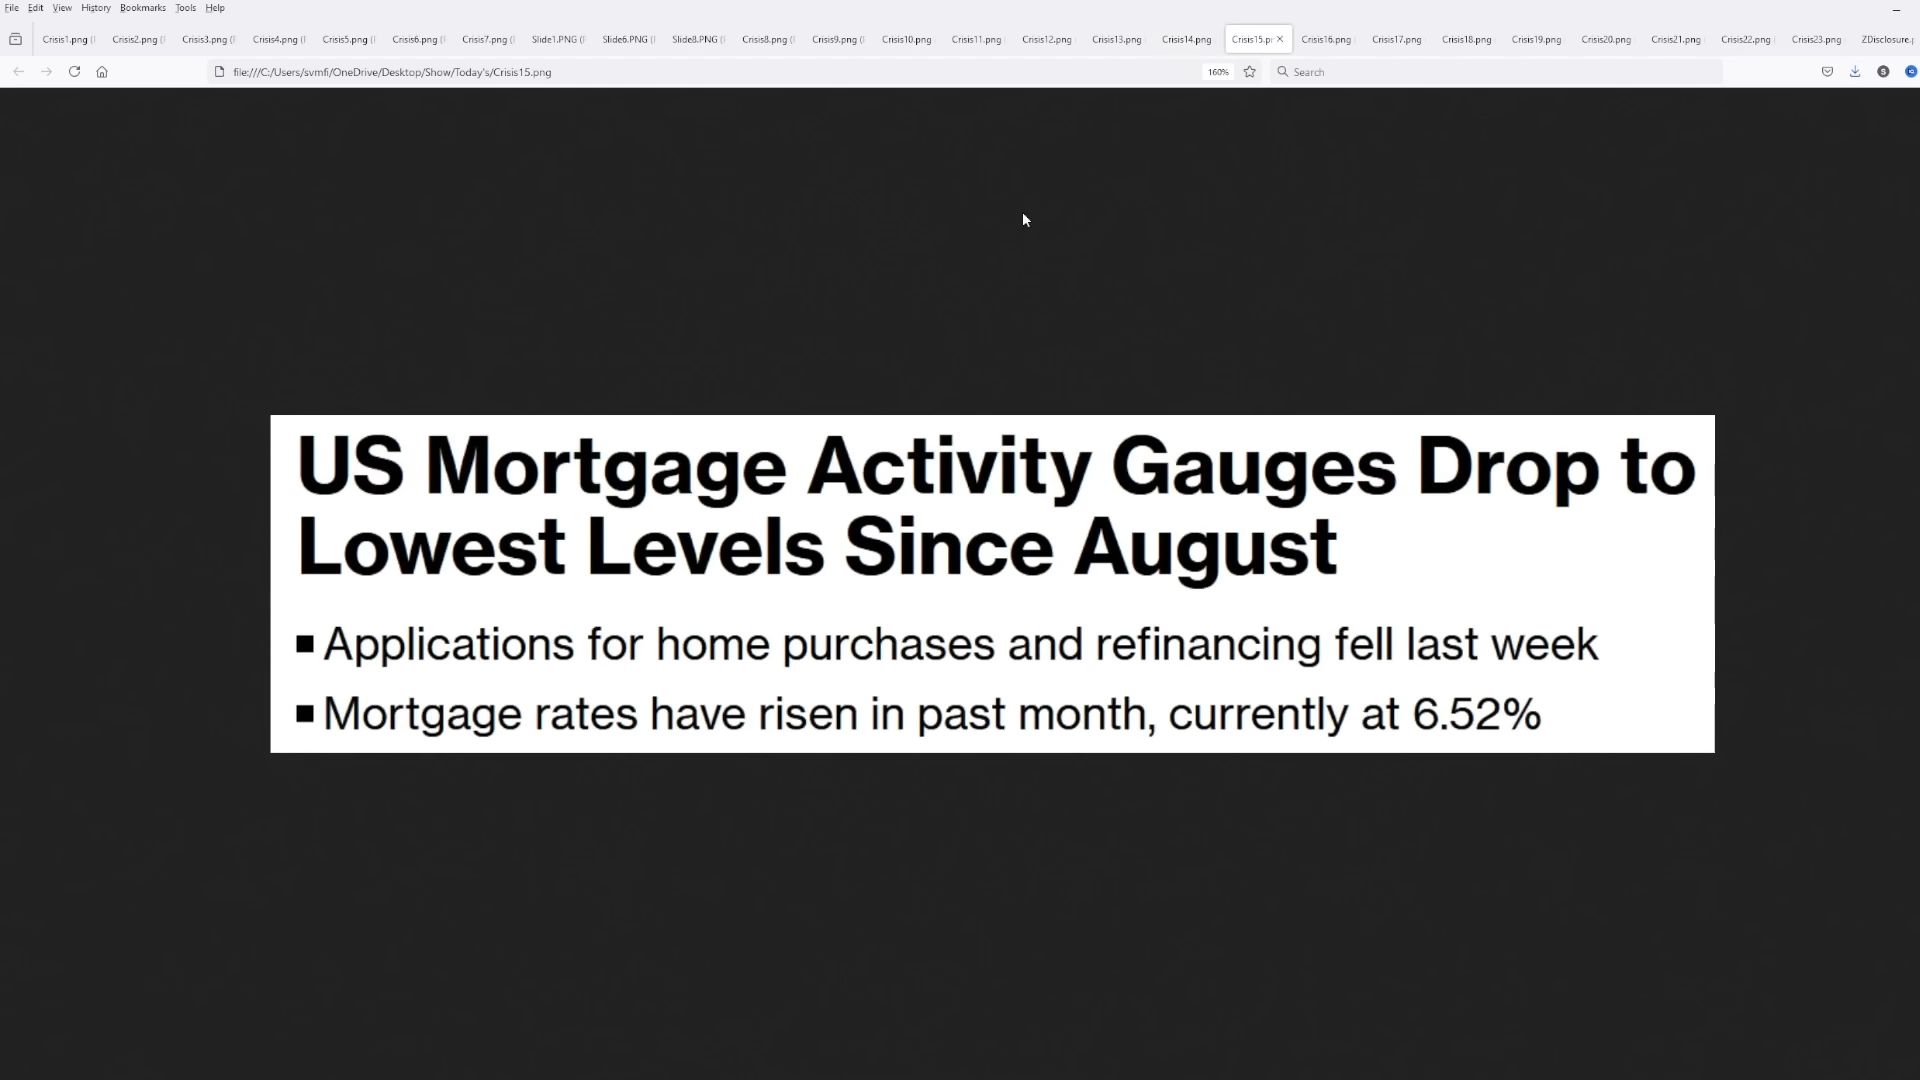 File Edit View History Bookmarks Tools Help
Crisis1.png Crisis2.png Crisis3.png Crisis4.png Crisis5.png Crisis6.png Crisis7.png Slide1.PNG Slide6.PNG Slide8.PNG Crisis8.png Crisis9.png Crisis10.png Crisis11.png Crisis12.png Crisis13.png Crisis14.png Crisis15.p Crisis16.png Crisis17.png Crisis18.png Crisis19.png Crisis20.png Crisis21.png Crisis22.png Crisis23.png ZDisclosure.p
file:///C:/Users/svmfi/OneDrive/Desktop/Show/Today's/Crisis15.png 160% Search S
US Mortgage Activity Gauges Drop to
Lowest Levels Since August
■ Applications for home purchases and refinancing fell last week
■ Mortgage rates have risen in past month, currently at 6.52%